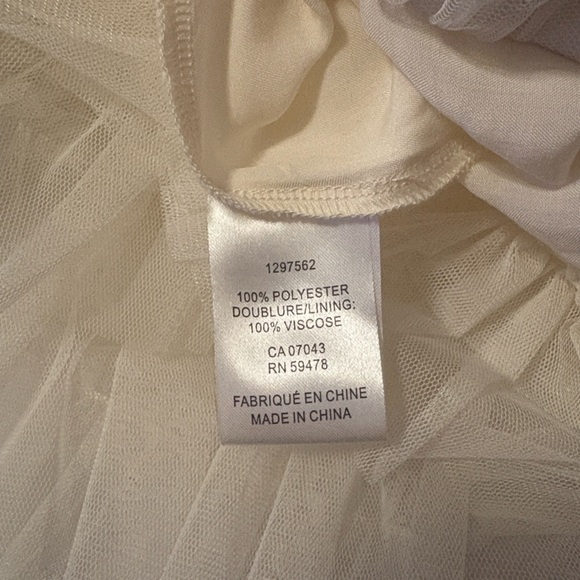 1297562
100% POLYESTER
DOUBLURE/LINING:
100% VISCOSE
CA 07043
RN 59478
FABRIQUÉ EN CHINE
MADE IN CHINA